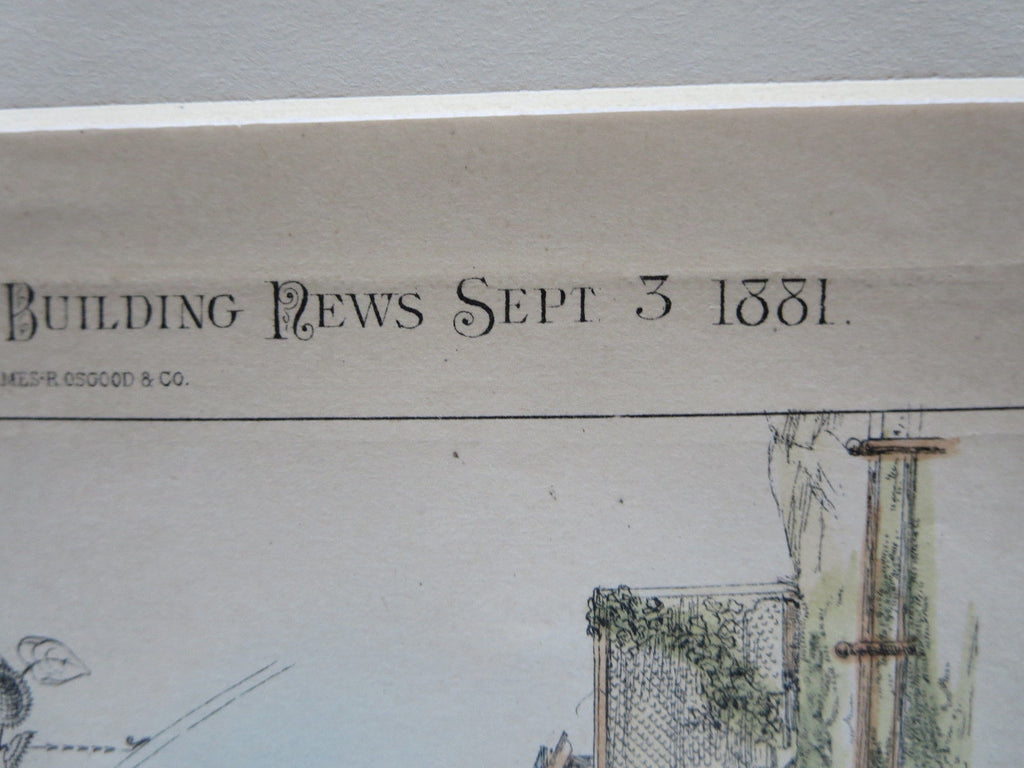 BUILDING NEWS SEPT 3 1881.
MES·R OSGOOD & CO.